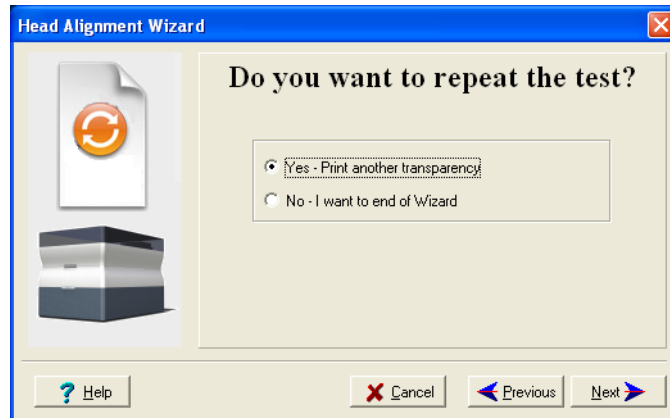 Head Alignment Wizard
Do you want to repeat the test?
Yes - Print another transparency
No - I want to end of Wizard
? Help
Cancel
Previous
Next